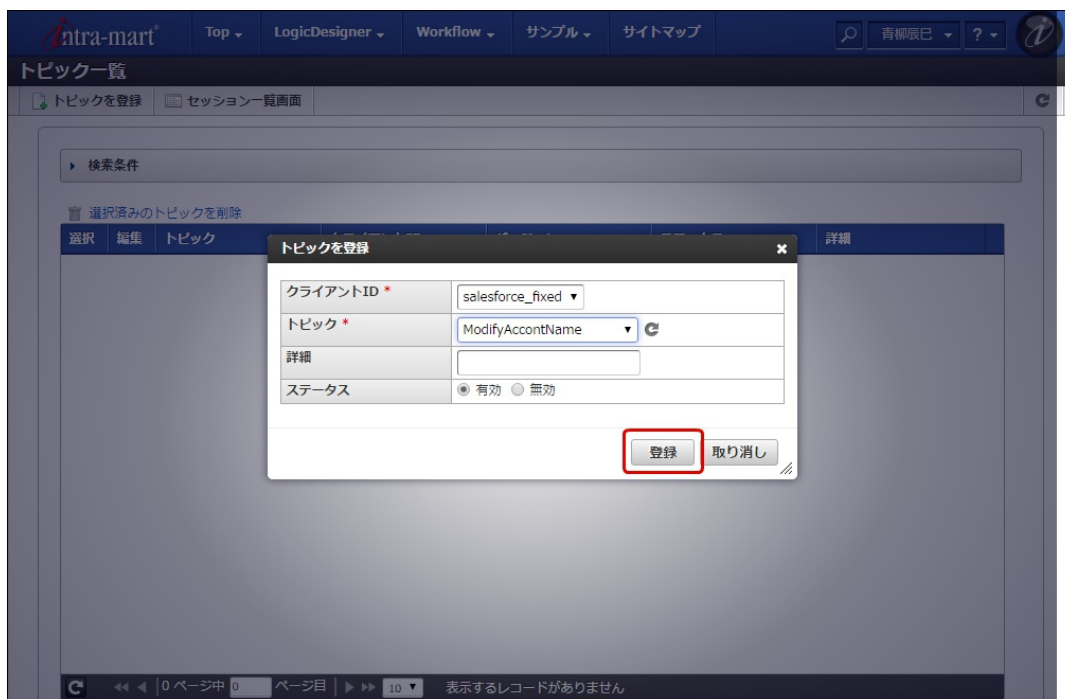 intra-mart Top LogicDesigner Workflow サンプル サイトマップ 青柳辰巳 ?
トピック一覧
トピックを登録 セッション一覧画面
検索条件
選択済みのトピックを削除
選択 編集 トピック 詳細
トピックを登録
クライアントID * salesforce_fixed
トピック * ModifyAccontName
詳細
ステータス 有効 無効
登録 取り消し
0 ページ中 0 ページ目 10 表示するレコードがありません